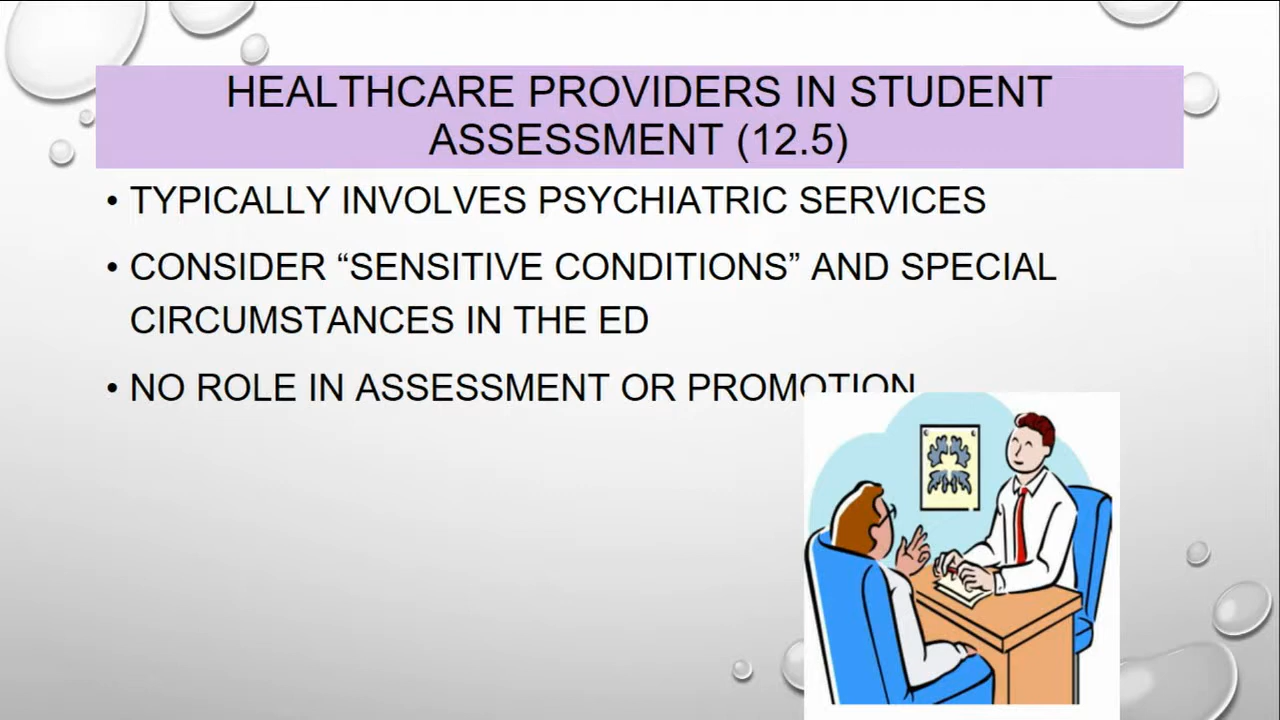 HEALTHCARE PROVIDERS IN STUDENT
ASSESSMENT (12.5)
• TYPICALLY INVOLVES PSYCHIATRIC SERVICES
• CONSIDER “SENSITIVE CONDITIONS” AND SPECIAL
CIRCUMSTANCES IN THE ED
• NO ROLE IN ASSESSMENT OR PROMOTION